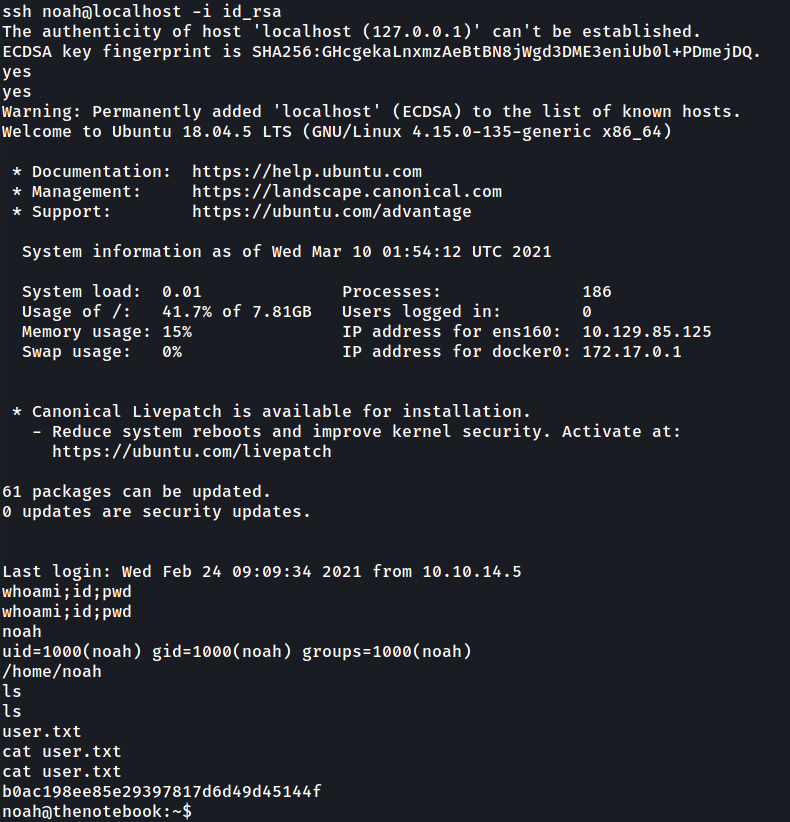 ssh noah@localhost -i id_rsa
The authenticity of host 'localhost (127.0.0.1)' can't be established.
ECDSA key fingerprint is SHA256:GHcgekaLnxmzAeBtBN8jWgd3DME3eniUb0l+PDmejDQ.
yes
yes
Warning: Permanently added 'localhost' (ECDSA) to the list of known hosts.
Welcome to Ubuntu 18.04.5 LTS (GNU/Linux 4.15.0-135-generic x86_64)
* Documentation:  https://help.ubuntu.com
* Management:     https://landscape.canonical.com
* Support:        https://ubuntu.com/advantage
System information as of Wed Mar 10 01:54:12 UTC 2021
System load:  0.01              Processes:              186
Usage of /:   41.7% of 7.81GB   Users logged in:        0
Memory usage: 15%               IP address for ens160:  10.129.85.125
Swap usage:   0%                IP address for docker0: 172.17.0.1
* Canonical Livepatch is available for installation.
- Reduce system reboots and improve kernel security. Activate at:
https://ubuntu.com/livepatch
61 packages can be updated.
0 updates are security updates.
Last login: Wed Feb 24 09:09:34 2021 from 10.10.14.5
whoami;id;pwd
whoami;id;pwd
noah
uid=1000(noah) gid=1000(noah) groups=1000(noah)
/home/noah
ls
ls
user.txt
cat user.txt
cat user.txt
b0ac198ee85e29397817d6d49d45144f
noah@thenotebook:~$